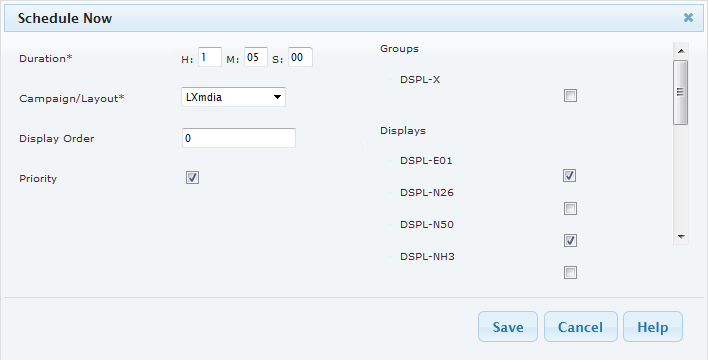 Schedule Now
Duration* H: 1 M: 05 S: 00
Campaign/Layout* LXmdia
Display Order 0
Priority
Groups
DSPL-X
Displays
DSPL-E01
DSPL-N26
DSPL-N50
DSPL-NH3
Save Cancel Help